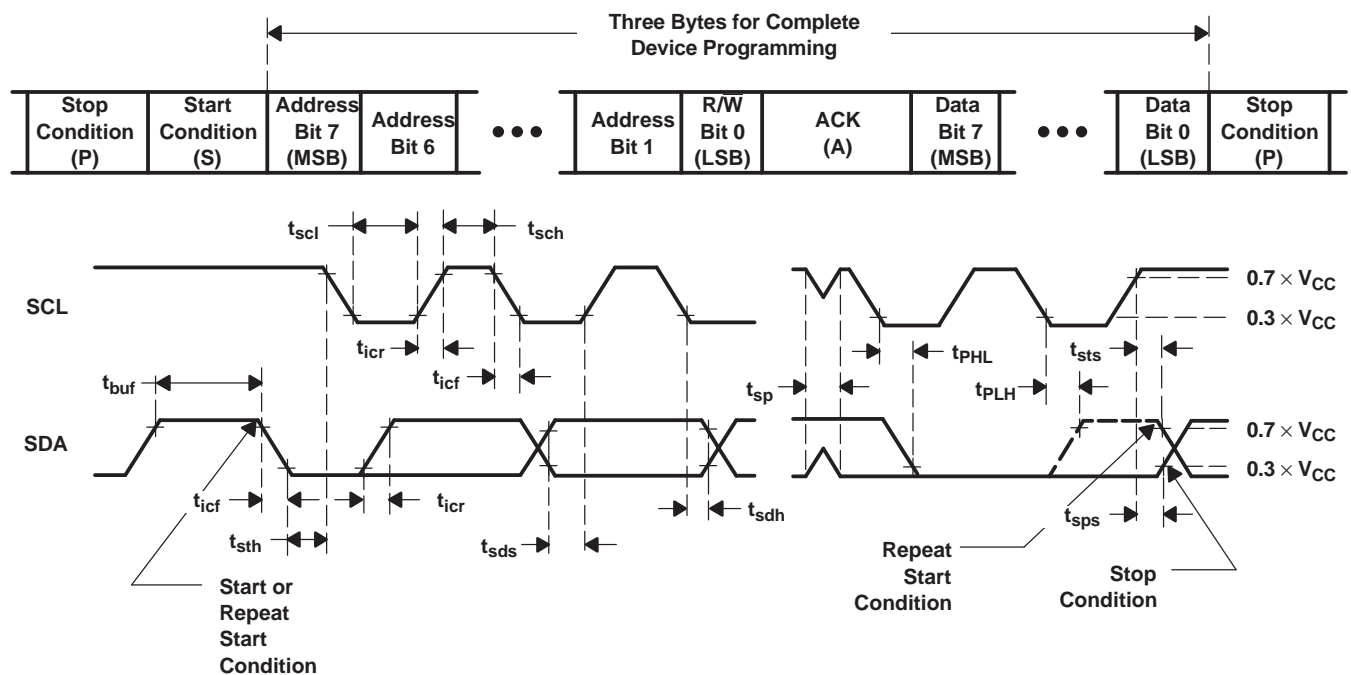 Three Bytes for Complete
Device Programming
Stop
Condition
(P)
Start
Condition
(S)
Address
Bit 7
(MSB)
Address
Bit 6
•••
Address
Bit 1
R/W̅
Bit 0
(LSB)
ACK
(A)
Data
Bit 7
(MSB)
•••
Data
Bit 0
(LSB)
Stop
Condition
(P)
tscl
tsch
SCL
0.7 × VCC
0.3 × VCC
ticr
ticf
tPHL
tsts
tbuf
tsp
tPLH
SDA
0.7 × VCC
0.3 × VCC
ticf
ticr
tsth
tsds
tsdh
tsps
Start or
Repeat
Start
Condition
Repeat
Start
Condition
Stop
Condition